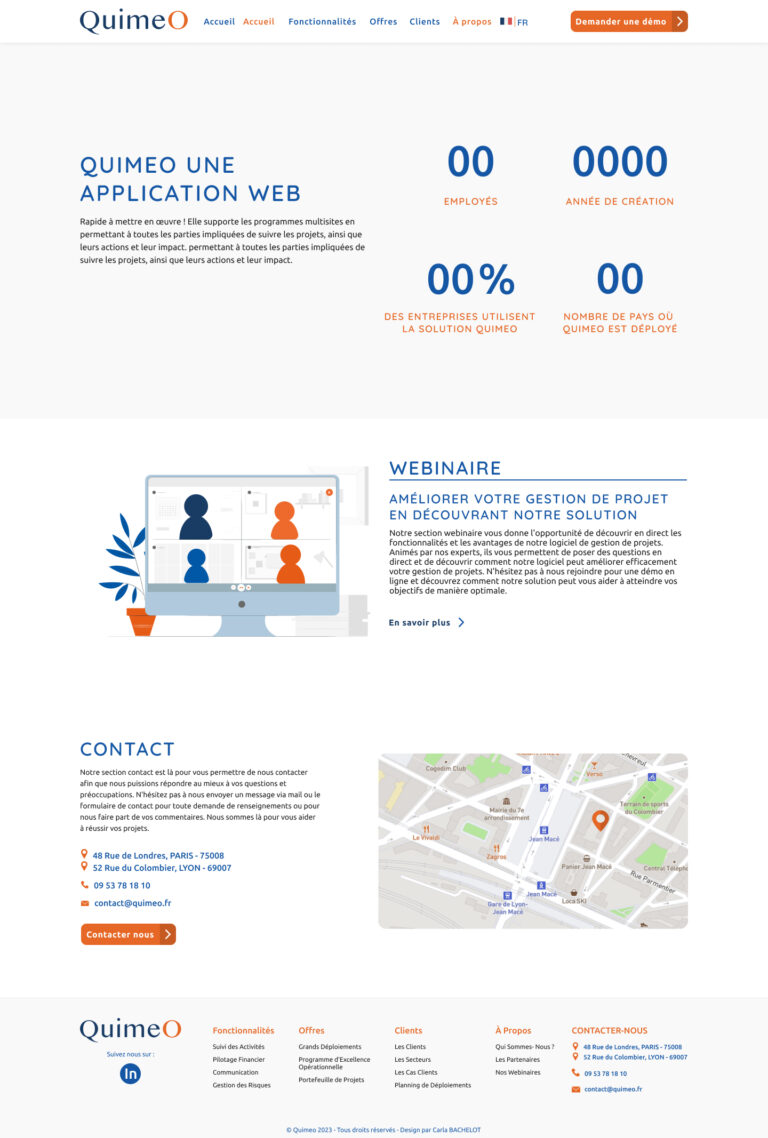 QuimeO
Accueil Accueil Fonctionnalités Offres Clients À propos FR
Demander une démo
QUIMEO UNE
APPLICATION WEB
Rapide à mettre en œuvre ! Elle supporte les programmes multisites en
permettant à toutes les parties impliquées de suivre les projets, ainsi que
leurs actions et leur impact. permettant à toutes les parties impliquées de
suivre les projets, ainsi que leurs actions et leur impact.
00
EMPLOYÉS
0000
ANNÉE DE CRÉATION
00%
DES ENTREPRISES UTILISENT
LA SOLUTION QUIMEO
00
NOMBRE DE PAYS OÙ
QUIMEO EST DÉPLOYÉ
WEBINAIRE
AMÉLIORER VOTRE GESTION DE PROJET
EN DÉCOUVRANT NOTRE SOLUTION
Notre section webinaire vous donne l'opportunité de découvrir en direct les
fonctionnalités et les avantages de notre logiciel de gestion de projets.
Animés par nos experts, ils vous permettent de poser des questions en
direct et de découvrir comment notre logiciel peut améliorer efficacement
votre gestion de projets. N'hésitez pas à nous rejoindre pour une démo en
ligne et découvrez comment notre solution peut vous aider à atteindre vos
objectifs de manière optimale.
En savoir plus
CONTACT
Notre section contact est là pour vous permettre de nous contacter
afin que nous puissions répondre au mieux à vos questions et
préoccupations. N'hésitez pas à nous envoyer un message via mail ou le
formulaire de contact pour toute demande de renseignements ou pour
nous faire part de vos commentaires. Nous sommes là pour vous aider
à réussir vos projets.
48 Rue de Londres, PARIS - 75008
52 Rue du Colombier, LYON - 69007
09 53 78 18 10
contact@quimeo.fr
Contacter nous
Cogedim Club
Verso
Chevreul
Mairie du 7e
arrondissement
Terrain de sports
du Colombier
Le Vivaldi
Jean Macé
Zagros
Panier Jean Macé
Central Téléph
Rue Parmentier
Jean Macé
Loca SKI
Gare de Lyon-
Jean Macé
QuimeO
Suivez nous sur :
In
Fonctionnalités
Suivi des Activités
Pilotage Financier
Communication
Gestion des Risques
Offres
Grands Déploiements
Programme d'Excellence
Opérationnelle
Portefeuille de Projets
Clients
Les Clients
Les Secteurs
Les Cas Clients
Planning de Déploiements
À Propos
Qui Sommes- Nous ?
Les Partenaires
Nos Webinaires
CONTACTER-NOUS
48 Rue de Londres, PARIS - 75008
52 Rue du Colombier, LYON - 69007
09 53 78 18 10
contact@quimeo.fr
© Quimeo 2023 - Tous droits réservés - Design par Carla BACHELOT